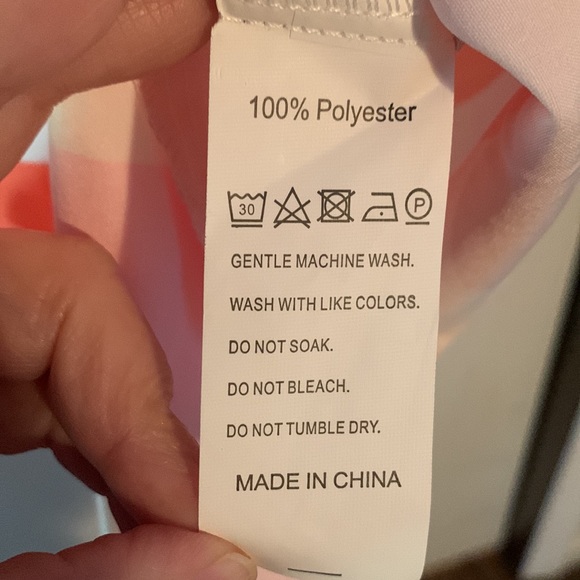 100% Polyester
30 P
GENTLE MACHINE WASH.
WASH WITH LIKE COLORS.
DO NOT SOAK.
DO NOT BLEACH.
DO NOT TUMBLE DRY.
MADE IN CHINA